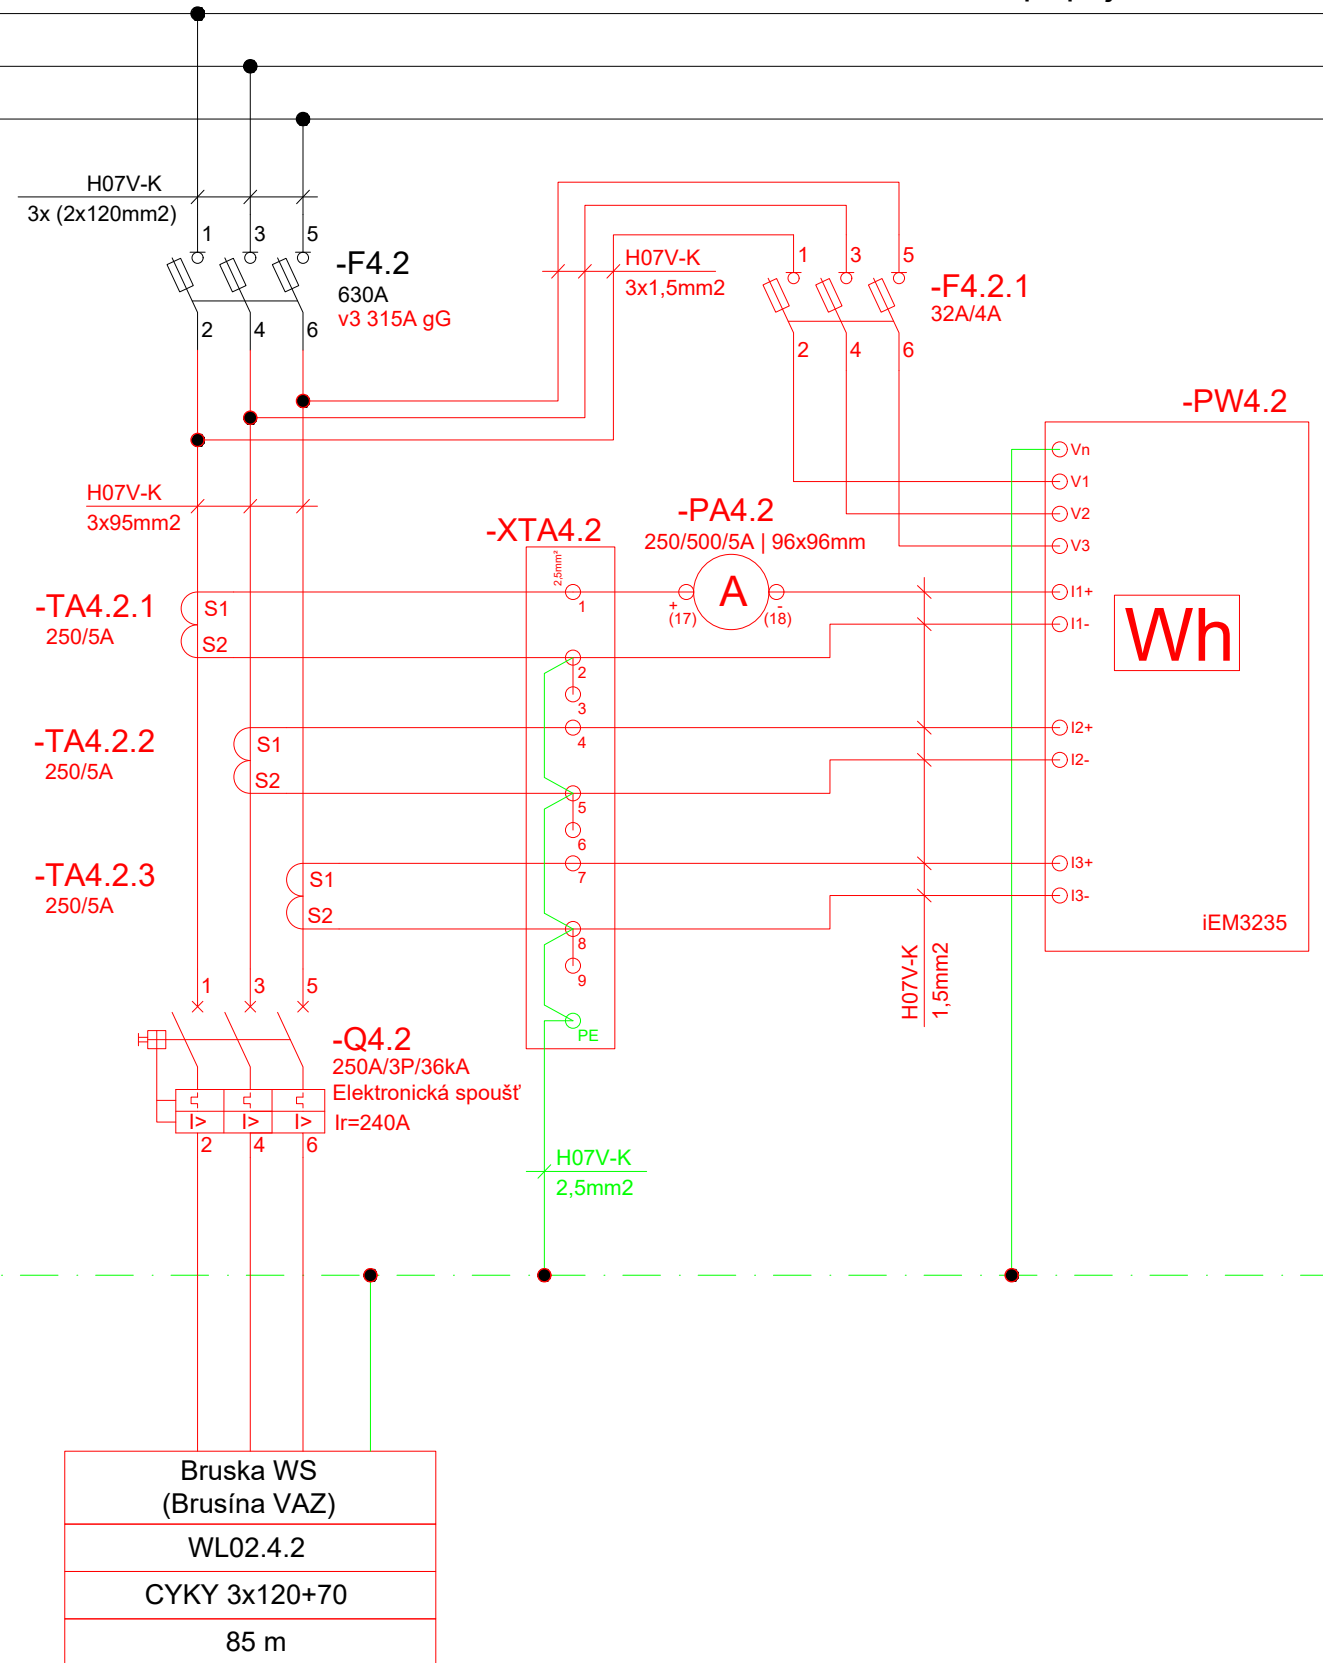 H07V-K
3x (2x120mm2)
1
3
5
-F4.2
630A
v3 315A gG
2
4
6
H07V-K
3x1,5mm2
1
3
5
-F4.2.1
32A/4A
2
4
6
-PW4.2
Vn
V1
V2
V3
I1+
I1-
Wh
I2+
I2-
I3+
I3-
iEM3235
H07V-K
3x95mm2
-XTA4.2
2,5mm²
1
2
3
4
5
6
7
8
9
PE
-PA4.2
250/500/5A | 96x96mm
A
+
(17)
-
(18)
-TA4.2.1
250/5A
S1
S2
-TA4.2.2
250/5A
S1
S2
-TA4.2.3
250/5A
S1
S2
H07V-K
1,5mm2
1
3
5
-Q4.2
250A/3P/36kA
Elektronická spoušť
Ir=240A
I>
I>
I>
2
4
6
H07V-K
2,5mm2
Bruska WS
(Brusína VAZ)
WL02.4.2
CYKY 3x120+70
85 m